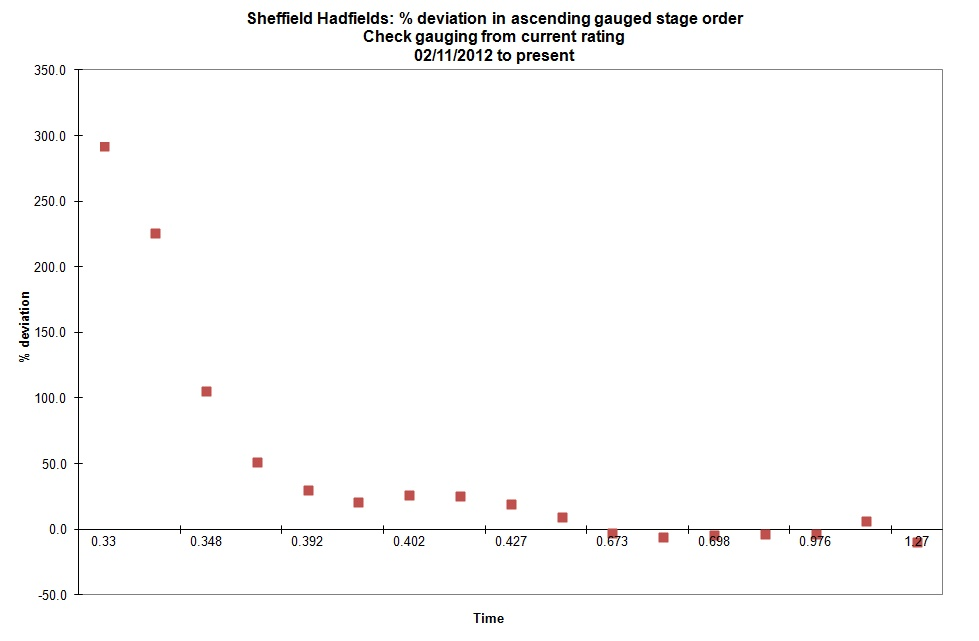 Sheffield Hadfields: % deviation in ascending gauged stage order
Check gauging from current rating
02/11/2012 to present
350.0
300.0
250.0
200.0
150.0
100.0
50.0
0.0
-50.0
% deviation
0.33 0.348 0.392 0.402 0.427 0.673 0.698 0.976 1.27
Time